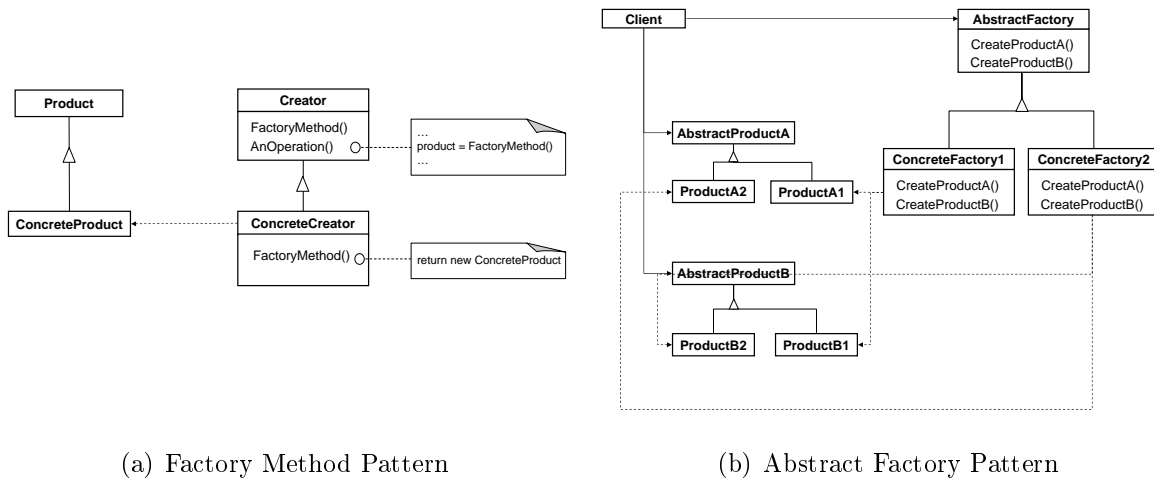 Product
ConcreteProduct
Creator
FactoryMethod()
AnOperation()
...
product = FactoryMethod()
...
ConcreteCreator
FactoryMethod()
return new ConcreteProduct
(a) Factory Method Pattern
Client
AbstractFactory
CreateProductA()
CreateProductB()
AbstractProductA
ProductA2
ProductA1
ConcreteFactory1
CreateProductA()
CreateProductB()
ConcreteFactory2
CreateProductA()
CreateProductB()
AbstractProductB
ProductB2
ProductB1
(b) Abstract Factory Pattern